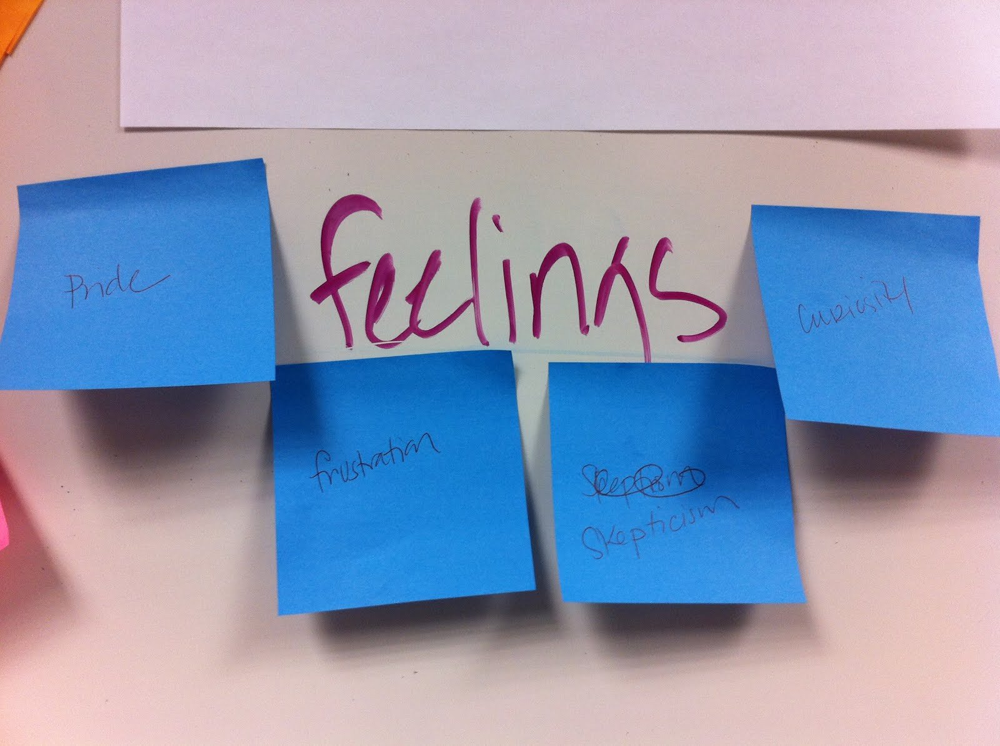 feelings
Pride
Curiosity
frustration
Skepticism